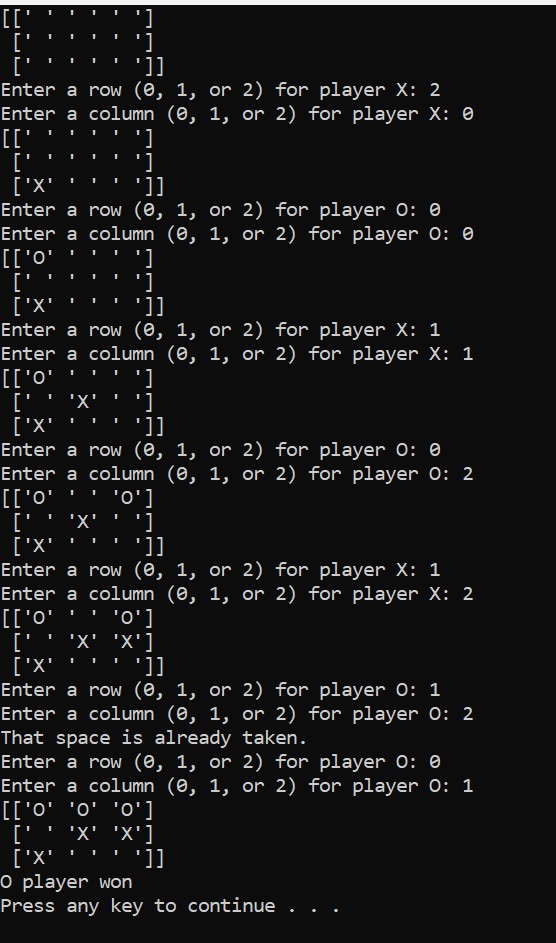 [[' ' ' ' ' ']
 [' ' ' ' ' ']
 [' ' ' ' ' ']]
Enter a row (0, 1, or 2) for player X: 2
Enter a column (0, 1, or 2) for player X: 0
[[' ' ' ' ' ']
 [' ' ' ' ' ']
 ['X' ' ' ' ']]
Enter a row (0, 1, or 2) for player O: 0
Enter a column (0, 1, or 2) for player O: 0
[['O' ' ' ' ']
 [' ' ' ' ' ']
 ['X' ' ' ' ']]
Enter a row (0, 1, or 2) for player X: 1
Enter a column (0, 1, or 2) for player X: 1
[['O' ' ' ' ']
 [' ' 'X' ' ']
 ['X' ' ' ' ']]
Enter a row (0, 1, or 2) for player O: 0
Enter a column (0, 1, or 2) for player O: 2
[['O' ' ' 'O']
 [' ' 'X' ' ']
 ['X' ' ' ' ']]
Enter a row (0, 1, or 2) for player X: 1
Enter a column (0, 1, or 2) for player X: 2
[['O' ' ' 'O']
 [' ' 'X' 'X']
 ['X' ' ' ' ']]
Enter a row (0, 1, or 2) for player O: 1
Enter a column (0, 1, or 2) for player O: 2
That space is already taken.
Enter a row (0, 1, or 2) for player O: 0
Enter a column (0, 1, or 2) for player O: 1
[['O' 'O' 'O']
 [' ' 'X' 'X']
 ['X' ' ' ' ']]
O player won
Press any key to continue . . .